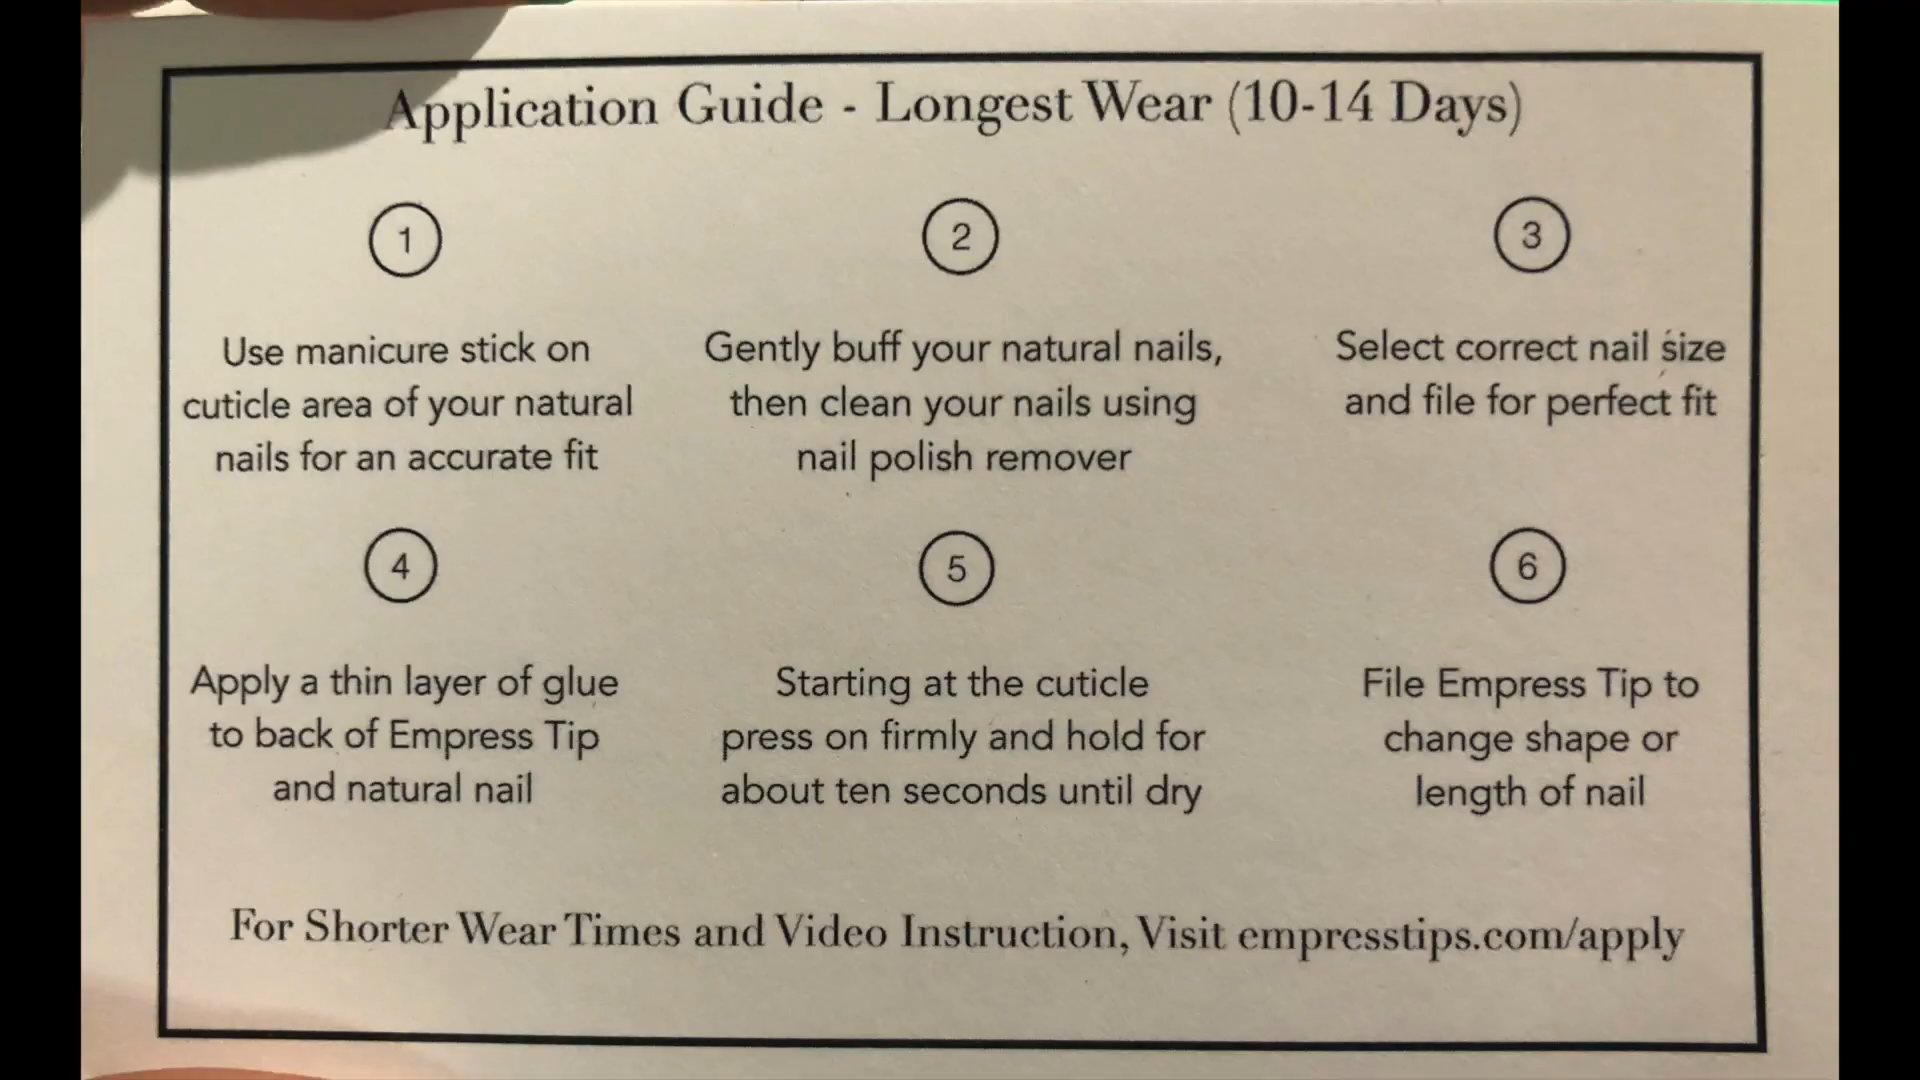 Application Guide - Longest Wear (10-14 Days)
1
Use manicure stick on
cuticle area of your natural
nails for an accurate fit
2
Gently buff your natural nails,
then clean your nails using
nail polish remover
3
Select correct nail size
and file for perfect fit
4
Apply a thin layer of glue
to back of Empress Tip
and natural nail
5
Starting at the cuticle
press on firmly and hold for
about ten seconds until dry
6
File Empress Tip to
change shape or
length of nail
For Shorter Wear Times and Video Instruction, Visit empresstips.com/apply